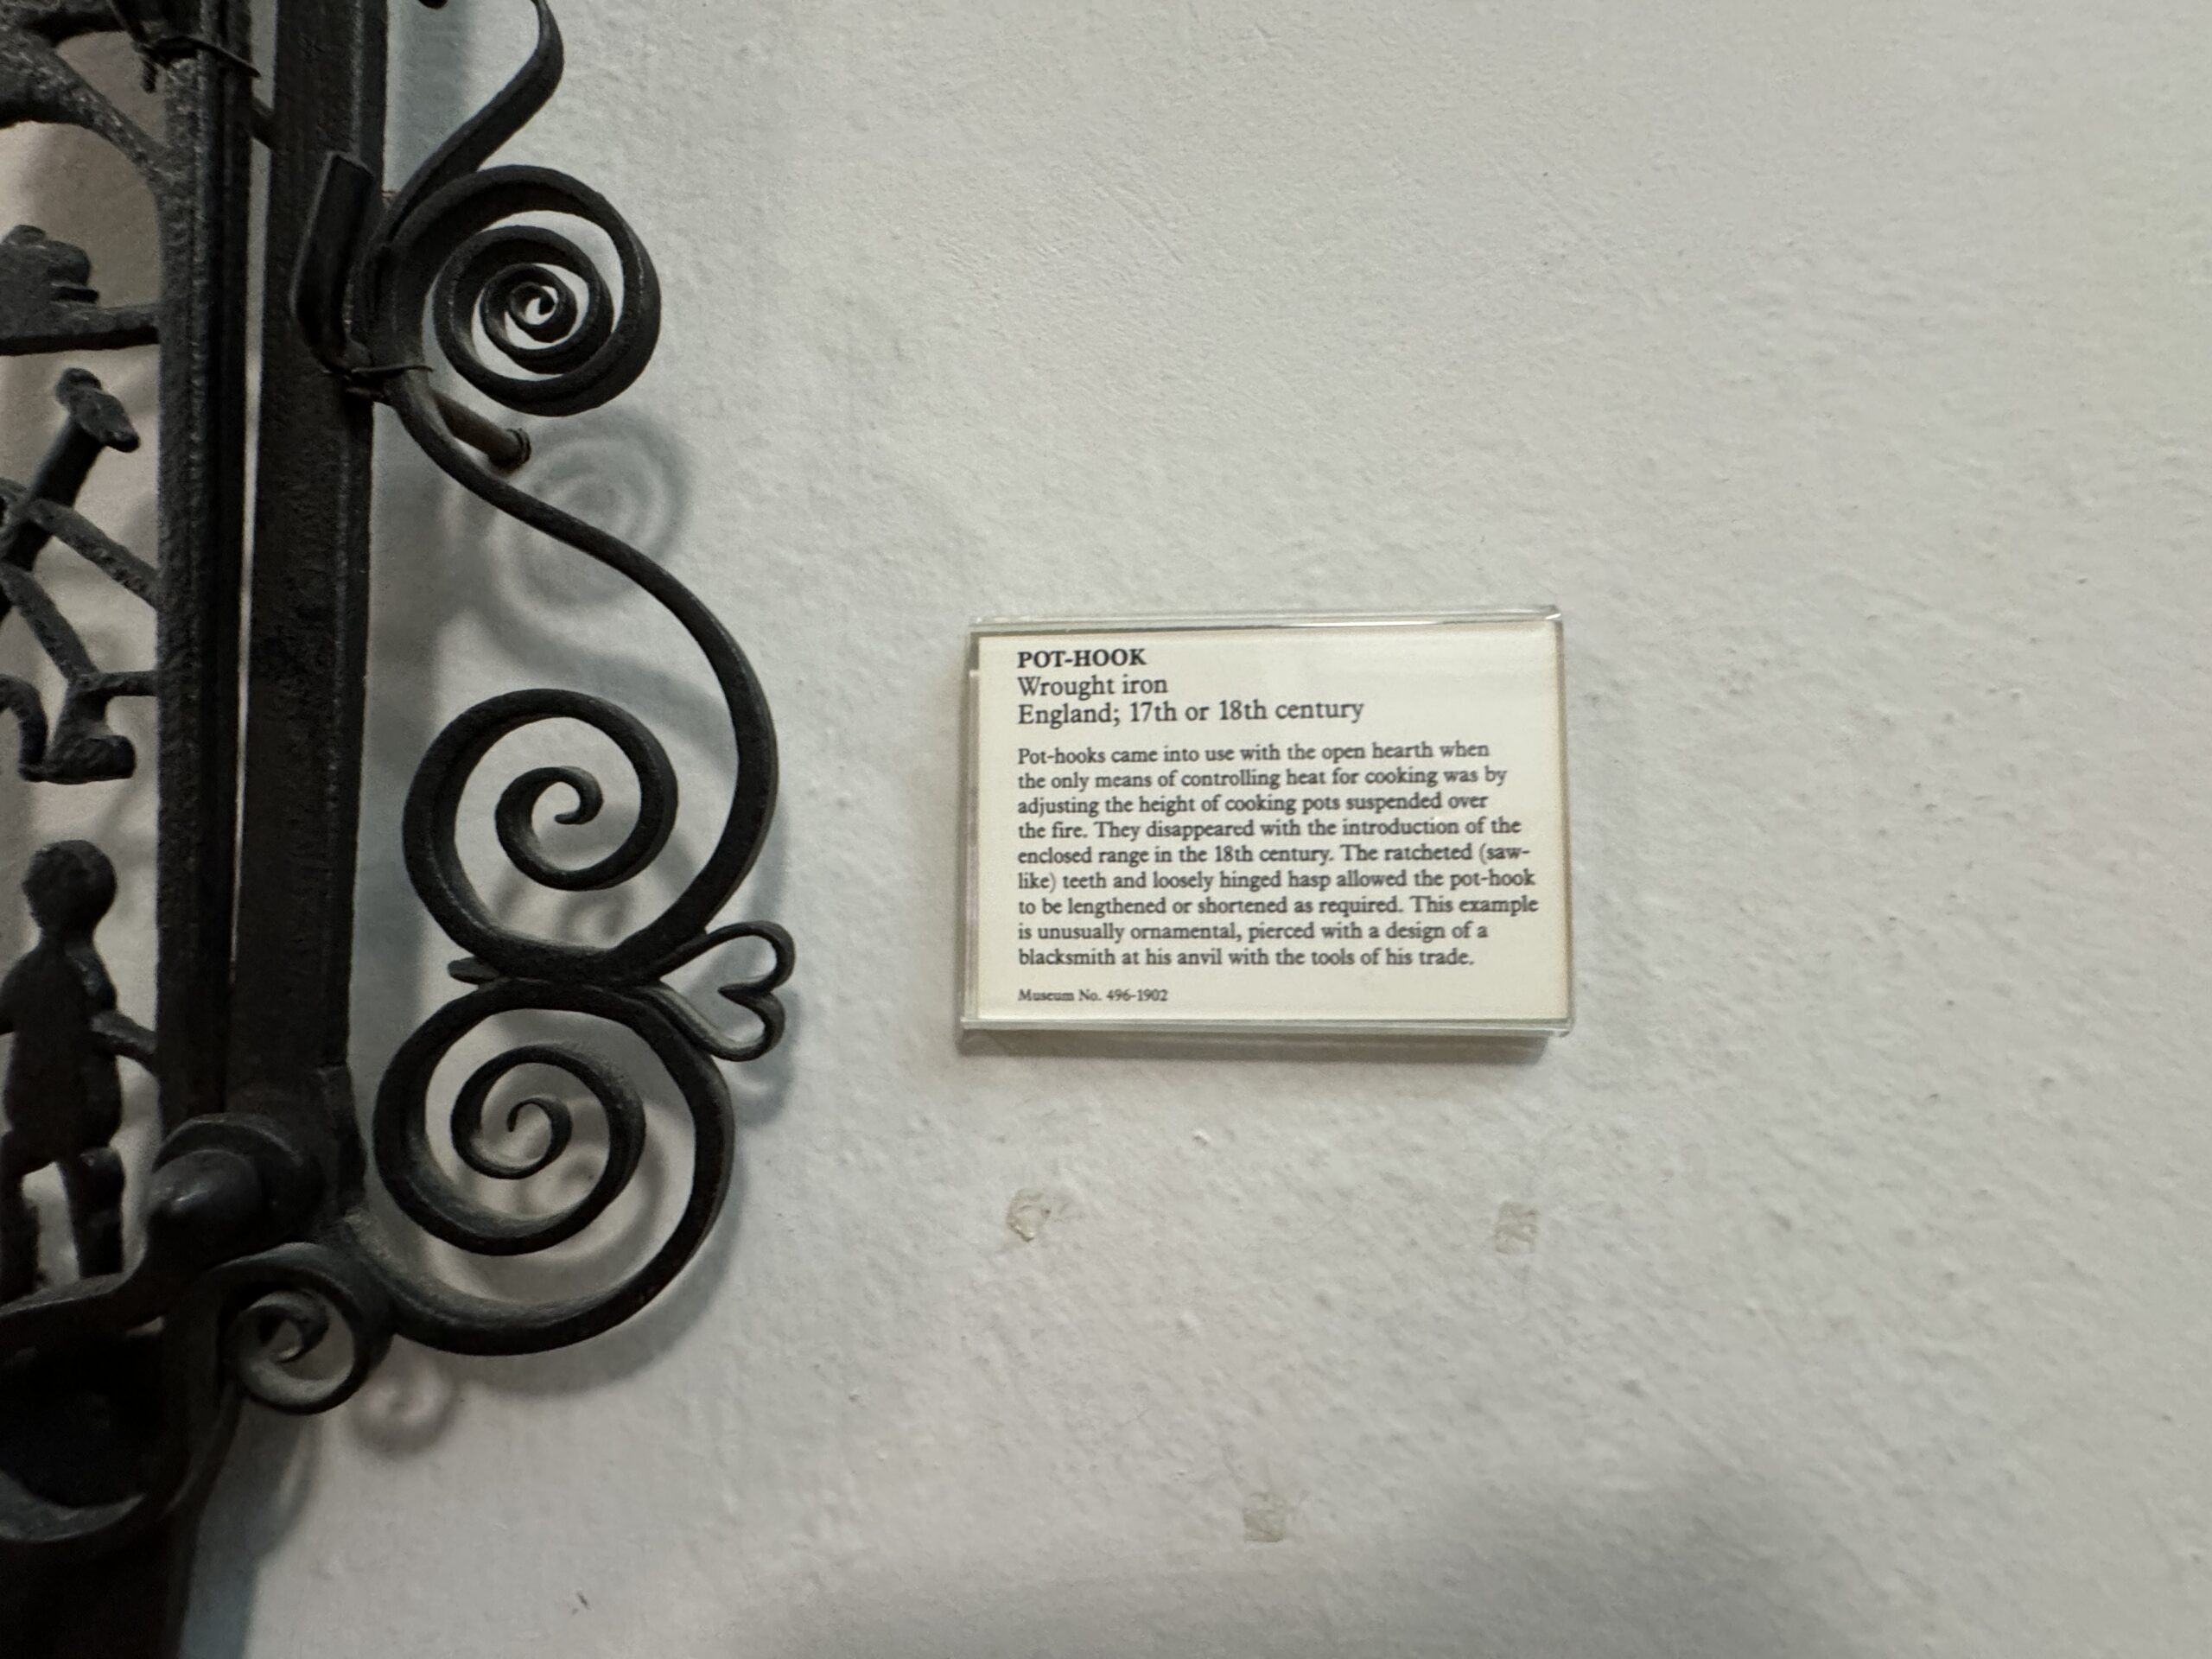 POT-HOOK
Wrought iron
England; 17th or 18th century
Pot-hooks came into use with the open hearth when
the only means of controlling heat for cooking was by
adjusting the height of cooking pots suspended over
the fire. They disappeared with the introduction of the
enclosed range in the 18th century. The ratcheted (saw-
like) teeth and loosely hinged hasp allowed the pot-hook
to be lengthened or shortened as required. This example
is unusually ornamental, pierced with a design of a
blacksmith at his anvil with the tools of his trade.
Museum No. 496-1902